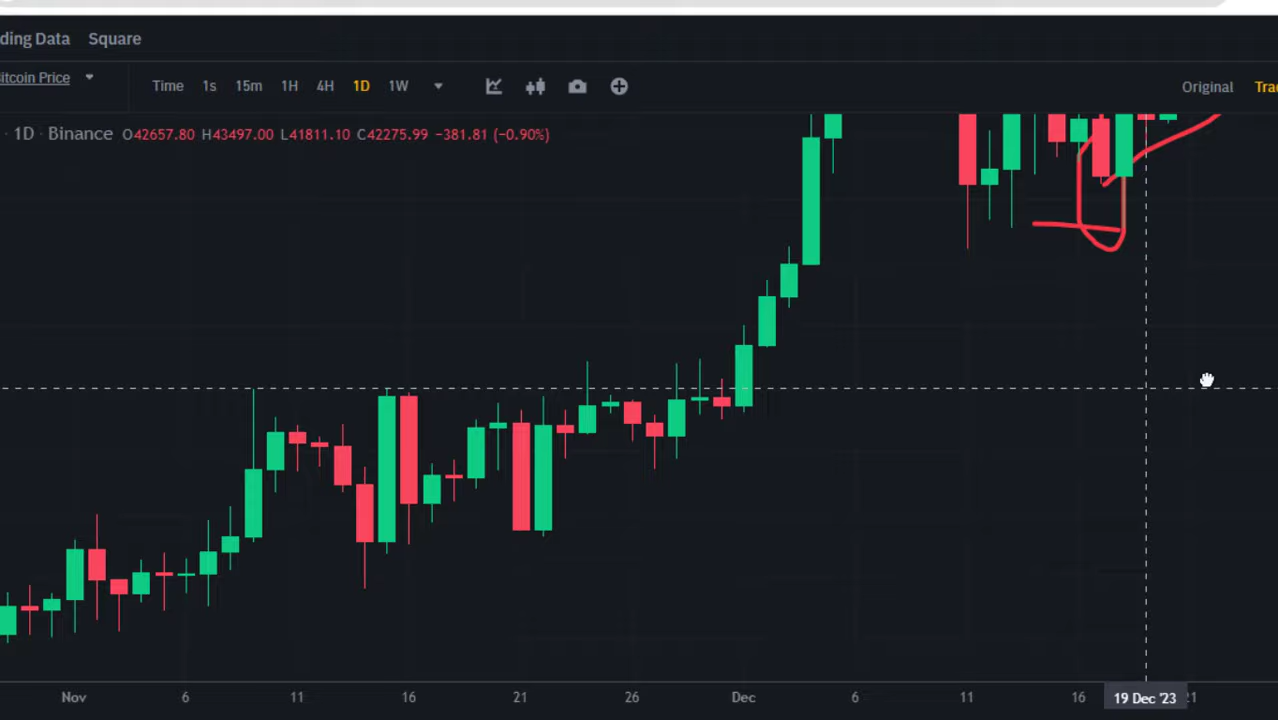 ding Data Square
itcoin Price Time 1s 15m 1H 4H 1D 1W Original Trad
· 1D · Binance O42657.80 H43497.00 L41811.10 C42275.99 −381.81 (−0.90%)
Nov 6 11 16 21 26 Dec 6 11 16 19 Dec '23 21